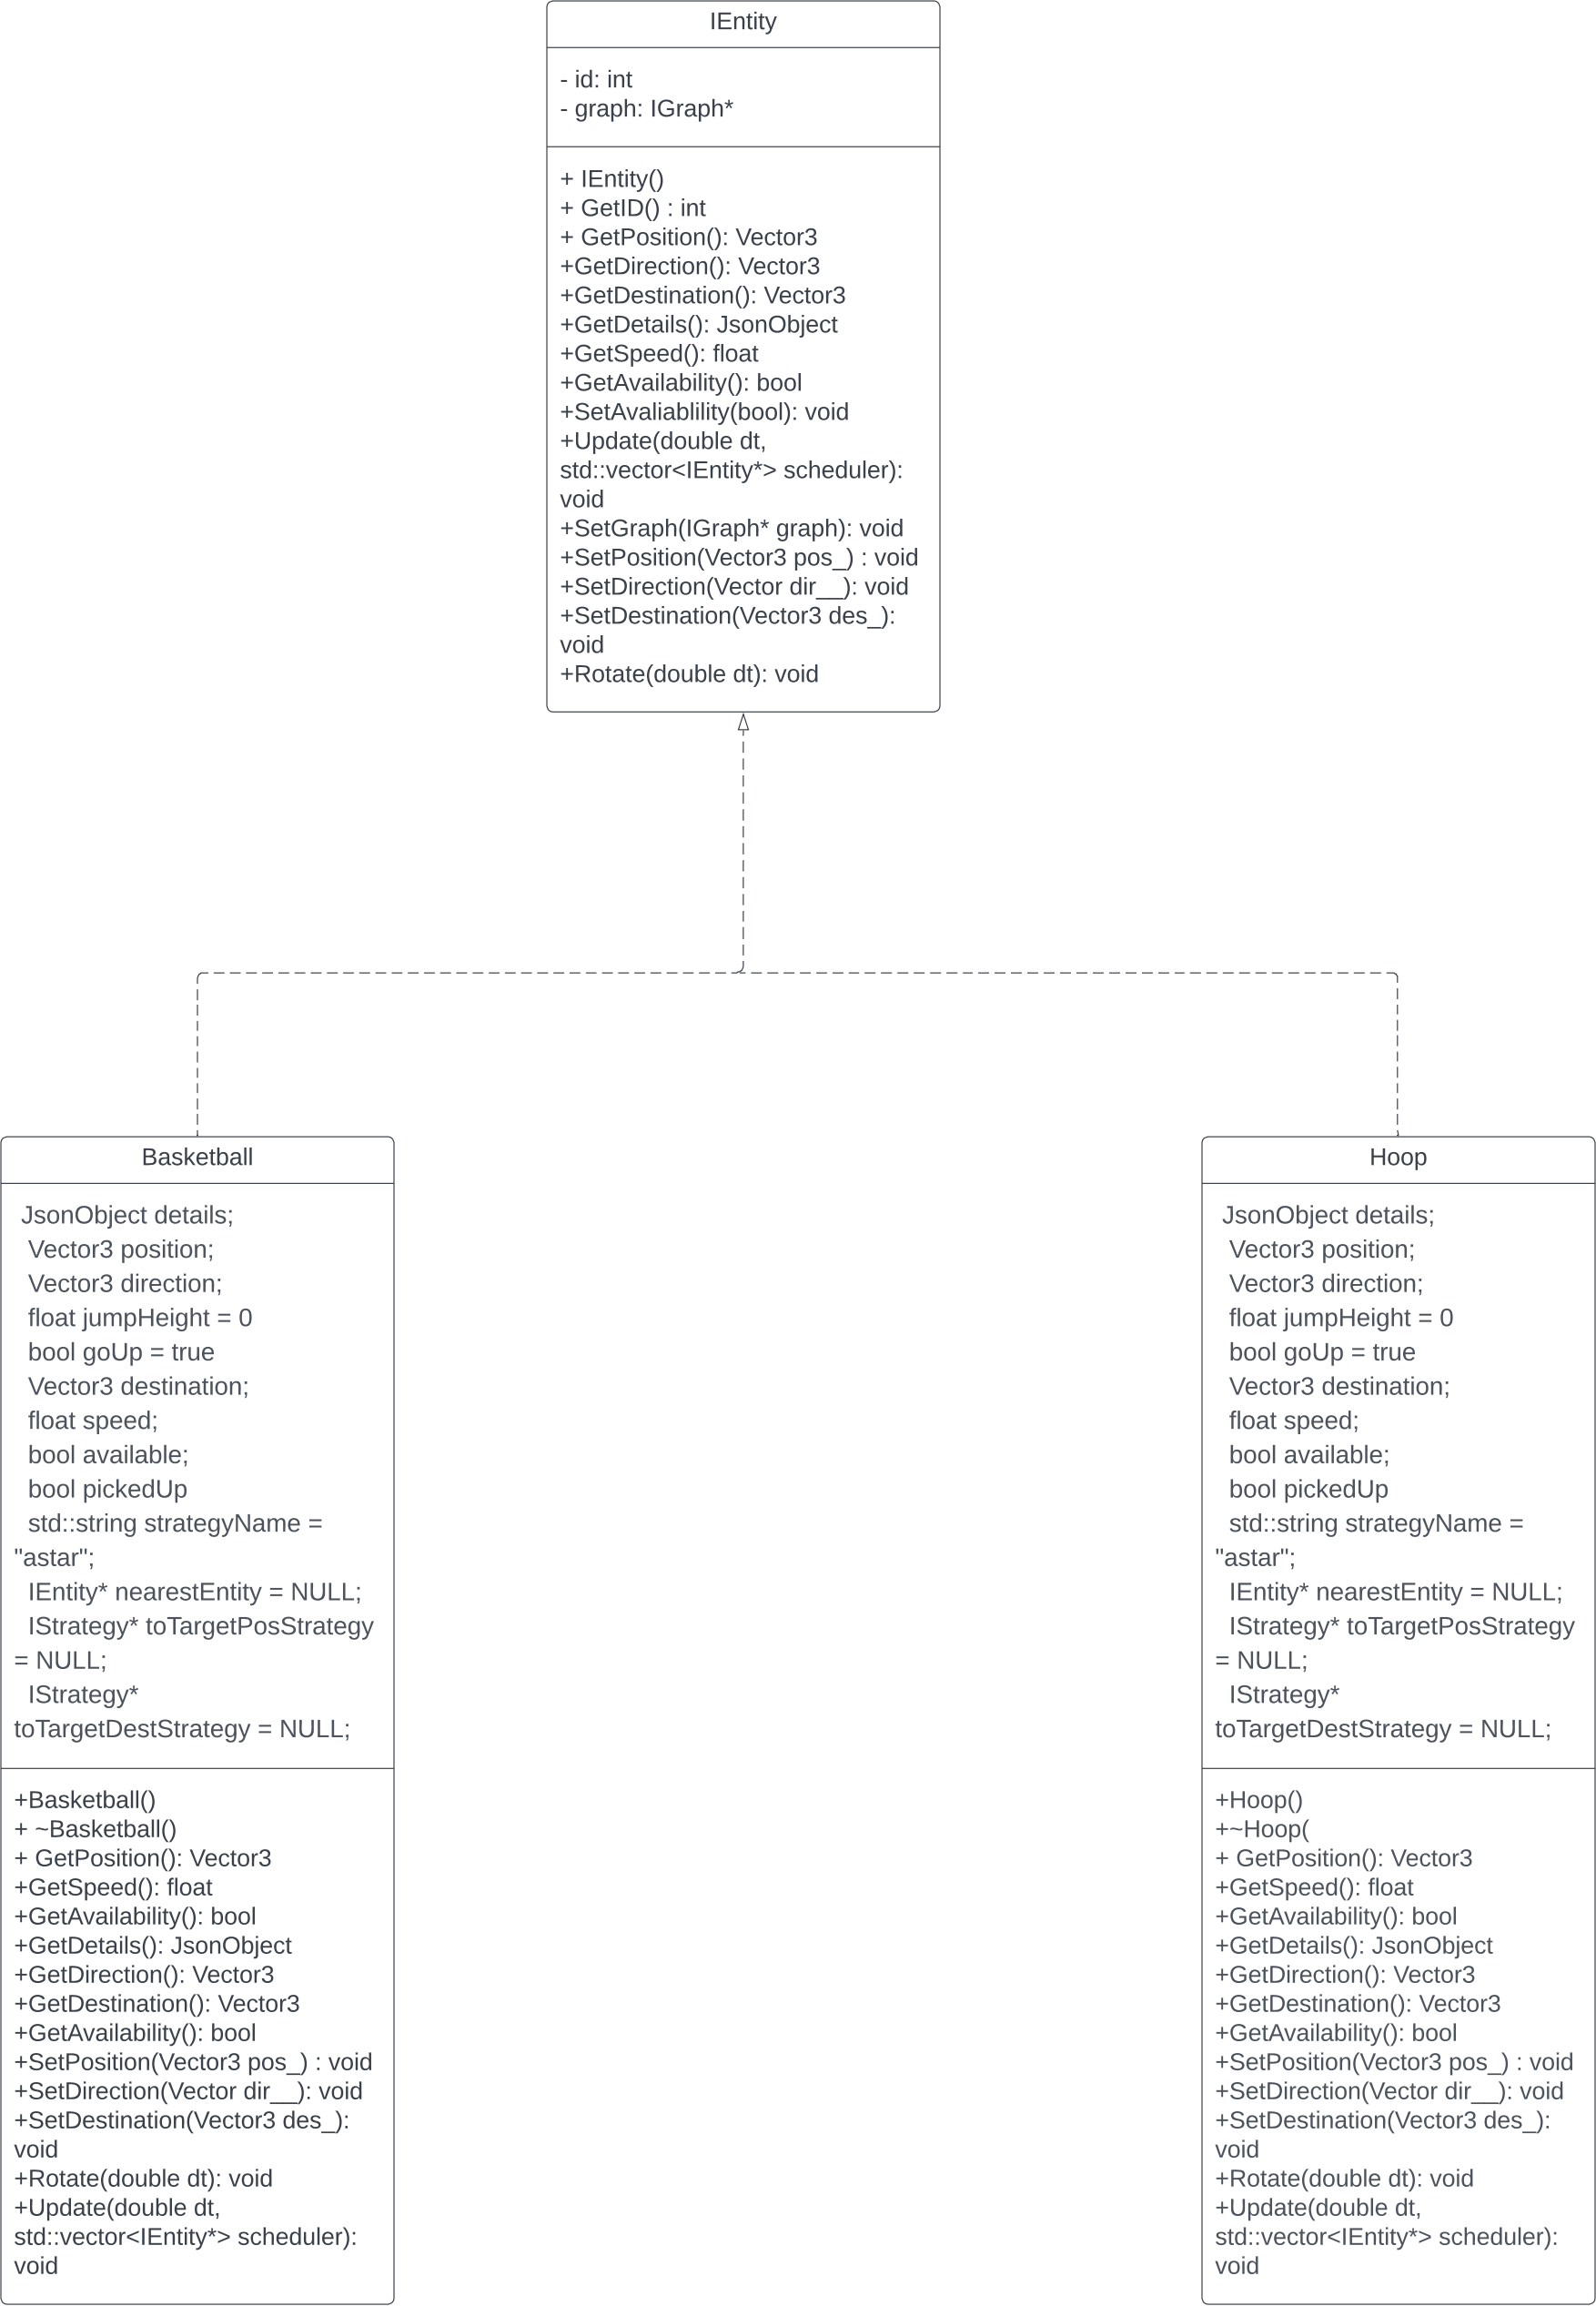 IEntity
- id: int
- graph: IGraph*
+ IEntity()
+ GetID() : int
+ GetPosition(): Vector3
+GetDirection(): Vector3
+GetDestination(): Vector3
+GetDetails(): JsonObject
+GetSpeed(): float
+GetAvailability(): bool
+SetAvaliablility(bool): void
+Update(double dt,
std::vector<IEntity*> scheduler):
void
+SetGraph(IGraph* graph): void
+SetPosition(Vector3 pos_) : void
+SetDirection(Vector dir__): void
+SetDestination(Vector3 des_):
void
+Rotate(double dt): void
Basketball
JsonObject details;
Vector3 position;
Vector3 direction;
float jumpHeight = 0
bool goUp = true
Vector3 destination;
float speed;
bool available;
bool pickedUp
std::string strategyName =
"astar";
IEntity* nearestEntity = NULL;
IStrategy* toTargetPosStrategy
= NULL;
IStrategy*
toTargetDestStrategy = NULL;
+Basketball()
+ ~Basketball()
+ GetPosition(): Vector3
+GetSpeed(): float
+GetAvailability(): bool
+GetDetails(): JsonObject
+GetDirection(): Vector3
+GetDestination(): Vector3
+GetAvailability(): bool
+SetPosition(Vector3 pos_) : void
+SetDirection(Vector dir__): void
+SetDestination(Vector3 des_):
void
+Rotate(double dt): void
+Update(double dt,
std::vector<IEntity*> scheduler):
void
Hoop
JsonObject details;
Vector3 position;
Vector3 direction;
float jumpHeight = 0
bool goUp = true
Vector3 destination;
float speed;
bool available;
bool pickedUp
std::string strategyName =
"astar";
IEntity* nearestEntity = NULL;
IStrategy* toTargetPosStrategy
= NULL;
IStrategy*
toTargetDestStrategy = NULL;
+Hoop()
+~Hoop(
+ GetPosition(): Vector3
+GetSpeed(): float
+GetAvailability(): bool
+GetDetails(): JsonObject
+GetDirection(): Vector3
+GetDestination(): Vector3
+GetAvailability(): bool
+SetPosition(Vector3 pos_) : void
+SetDirection(Vector dir__): void
+SetDestination(Vector3 des_):
void
+Rotate(double dt): void
+Update(double dt,
std::vector<IEntity*> scheduler):
void